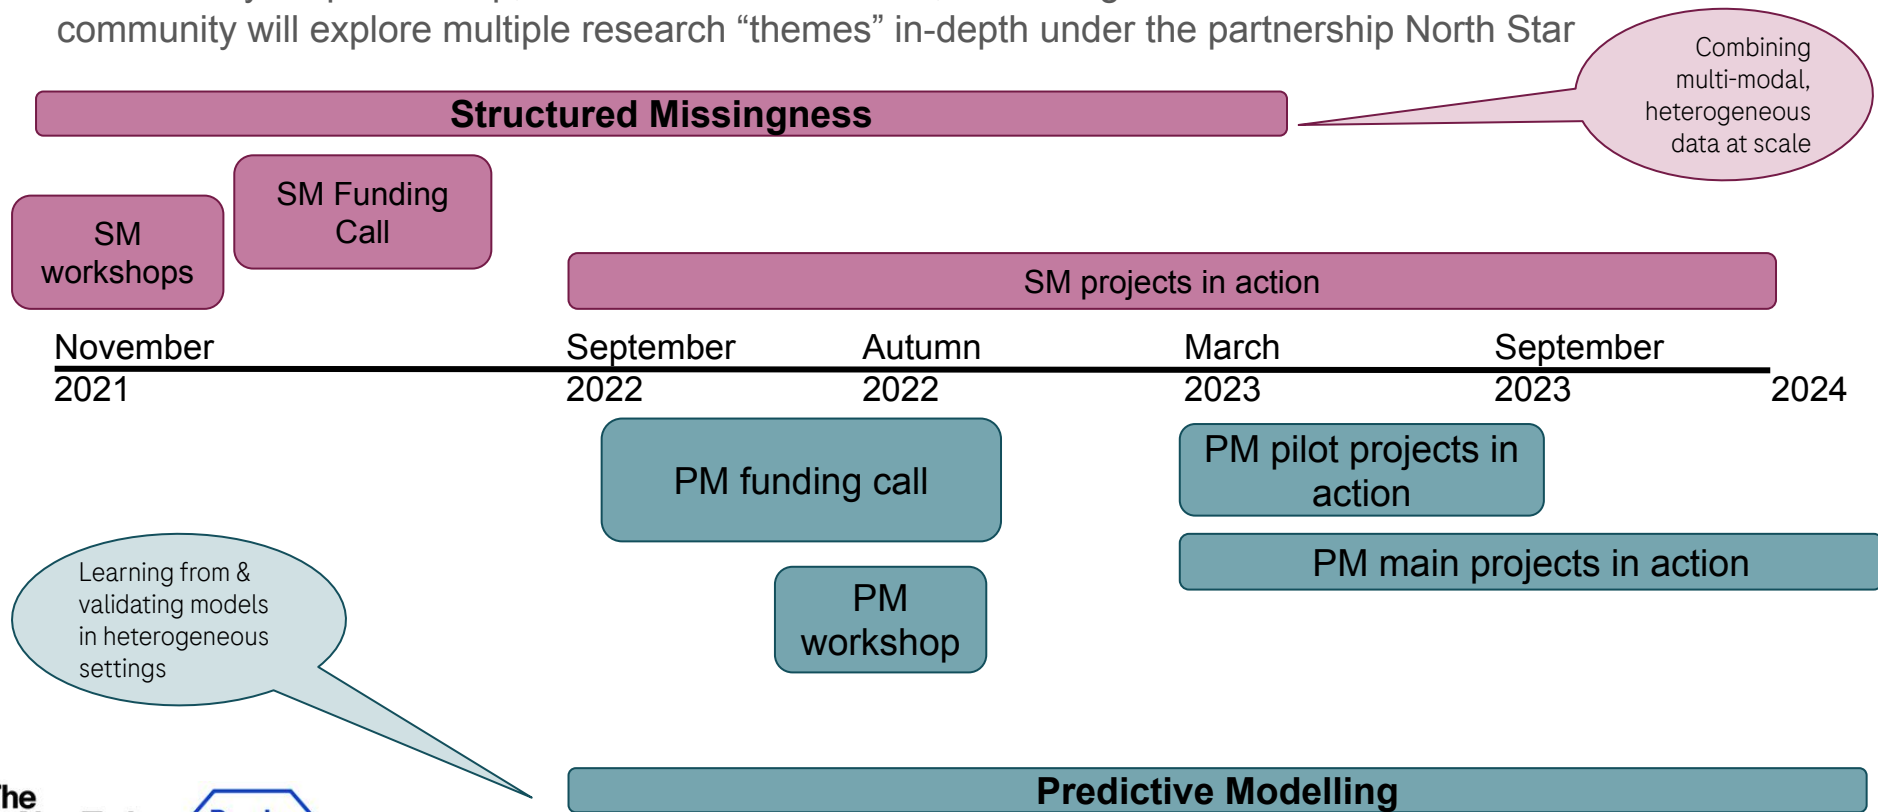 community will explore multiple research “themes” in-depth under the partnership North Star
Combining
multi-modal,
heterogeneous
data at scale
Structured Missingness
SM Funding
Call
SM
workshops
SM projects in action
November
2021
September
2022
Autumn
2022
March
2023
September
2023
2024
PM funding call
PM pilot projects in
action
PM main projects in action
PM
workshop
Learning from &
validating models
in heterogeneous
settings
Predictive Modelling